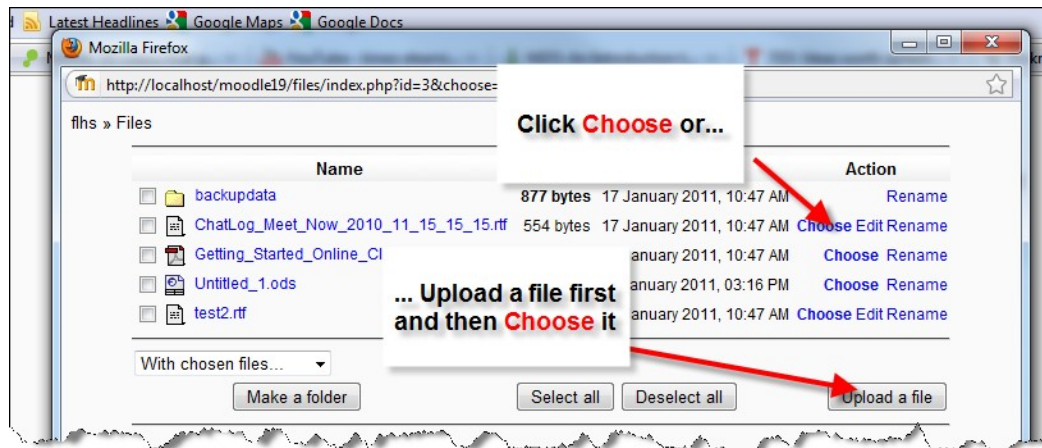 Latest Headlines Google Maps Google Docs
Mozilla Firefox
http://localhost/moodle19/files/index.php?id=3&choose=
flhs » Files
Click Choose or...
Name Action
backupdata 877 bytes 17 January 2011, 10:47 AM Rename
ChatLog_Meet_Now_2010_11_15_15_15.rtf 554 bytes 17 January 2011, 10:47 AM Choose Edit Rename
Getting_Started_Online_Cl anuary 2011, 10:47 AM Choose Rename
Untitled_1.ods anuary 2011, 03:16 PM Choose Rename
test2.rtf anuary 2011, 10:47 AM Choose Edit Rename
... Upload a file first
and then Choose it
With chosen files...
Make a folder Select all Deselect all Upload a file